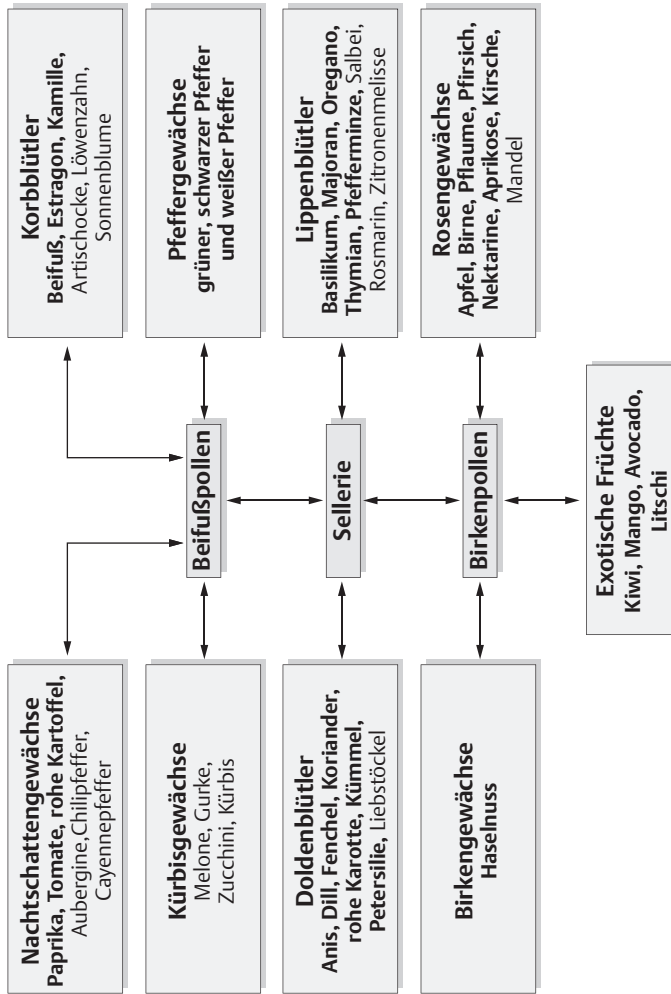 Nachtschattengewächse
Paprika, Tomate, rohe Kartoffel,
Aubergine,Chilipfeffer,
Cayennepfeffer
Korbblütler
Beifuß, Estragon, Kamille,
Artischocke, Löwenzahn,
Sonnenblume
Kürbisgewächse
Melone, Gurke,
Zucchini, Kürbis
Beifußpollen
Pfeffergewächse
grüner, schwarzer Pfeffer
und weißer Pfeffer
Doldenblütler
Anis, Dill, Fenchel, Koriander,
rohe Karotte, Kümmel,
Petersilie, Liebstöckel
Sellerie
Lippenblütler
Basilikum, Majoran, Oregano,
Thymian, Pfefferminze, Salbei,
Rosmarin, Zitronenmelisse
Birkengewächse
Haselnuss
Birkenpollen
Rosengewächse
Apfel, Birne, Pflaume, Pfirsich,
Nektarine, Aprikose, Kirsche,
Mandel
Exotische Früchte
Kiwi, Mango, Avocado,
Litschi